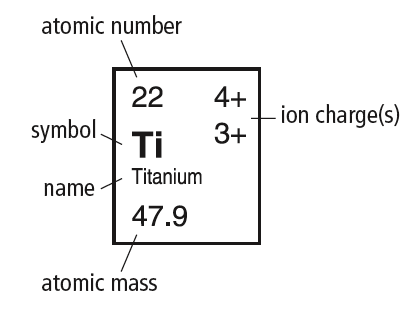 atomic number
22 4+
symbol Ti 3+ ion charge(s)
name Titanium
47.9
atomic mass